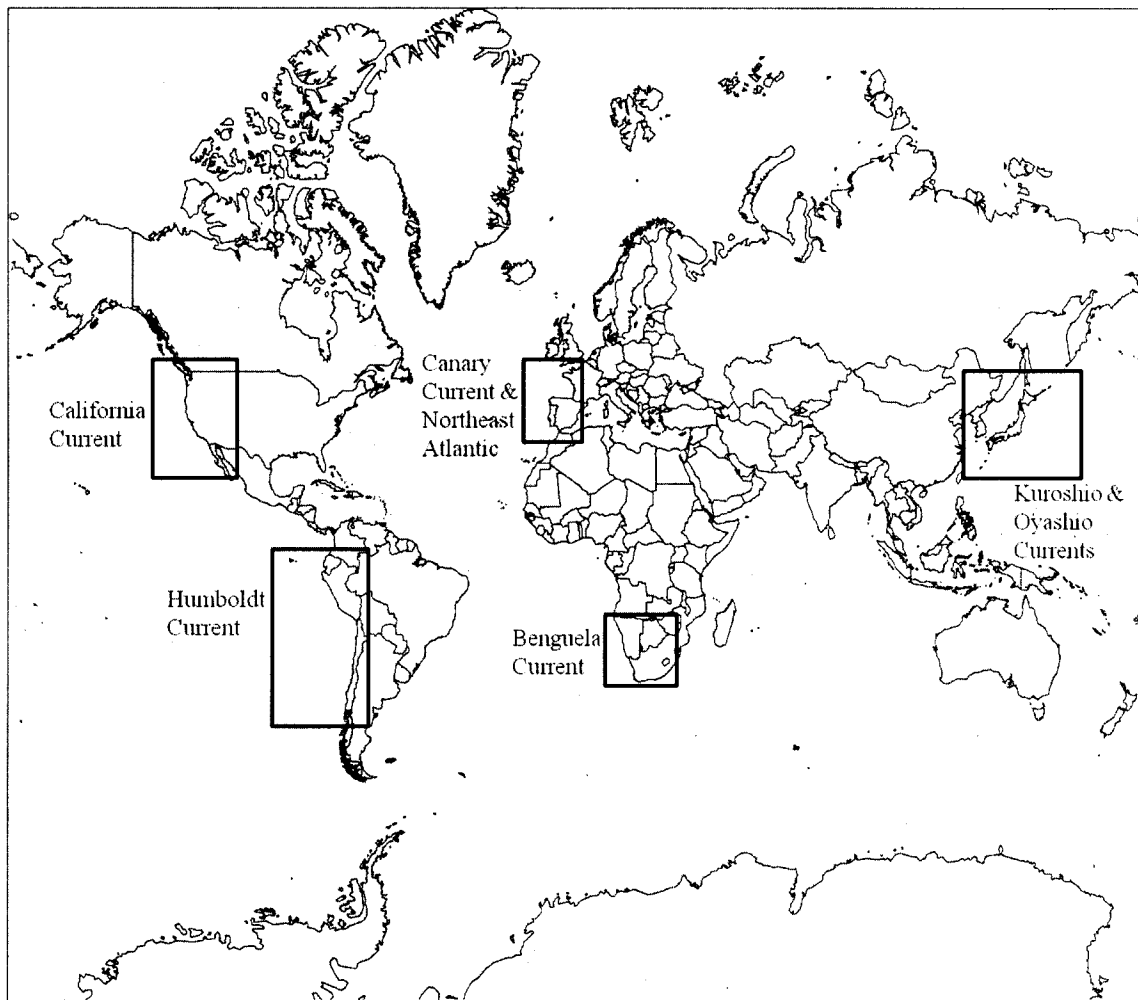 California
Current
Canary
Current &
Northeast
Atlantic
Kuroshio &
Oyashio
Currents
Humboldt
Current
Benguela
Current